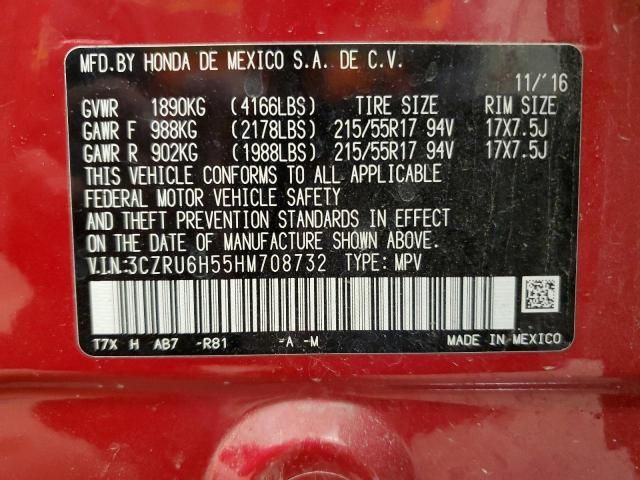 MFD.BY HONDA DE MEXICO S.A. DE C.V.
11/'16
GVWR 1890KG (4166LBS) TIRE SIZE RIM SIZE
GAWR F 988KG (2178LBS) 215/55R17 94V 17X7.5J
GAWR R 902KG (1988LBS) 215/55R17 94V 17X7.5J
THIS VEHICLE CONFORMS TO ALL APPLICABLE
FEDERAL MOTOR VEHICLE SAFETY
AND THEFT PREVENTION STANDARDS IN EFFECT
ON THE DATE OF MANUFACTURE SHOWN ABOVE.
V.I.N:3CZRU6H55HM708732 TYPE: MPV
T7X H AB7 -R81 -A -M MADE IN MEXICO